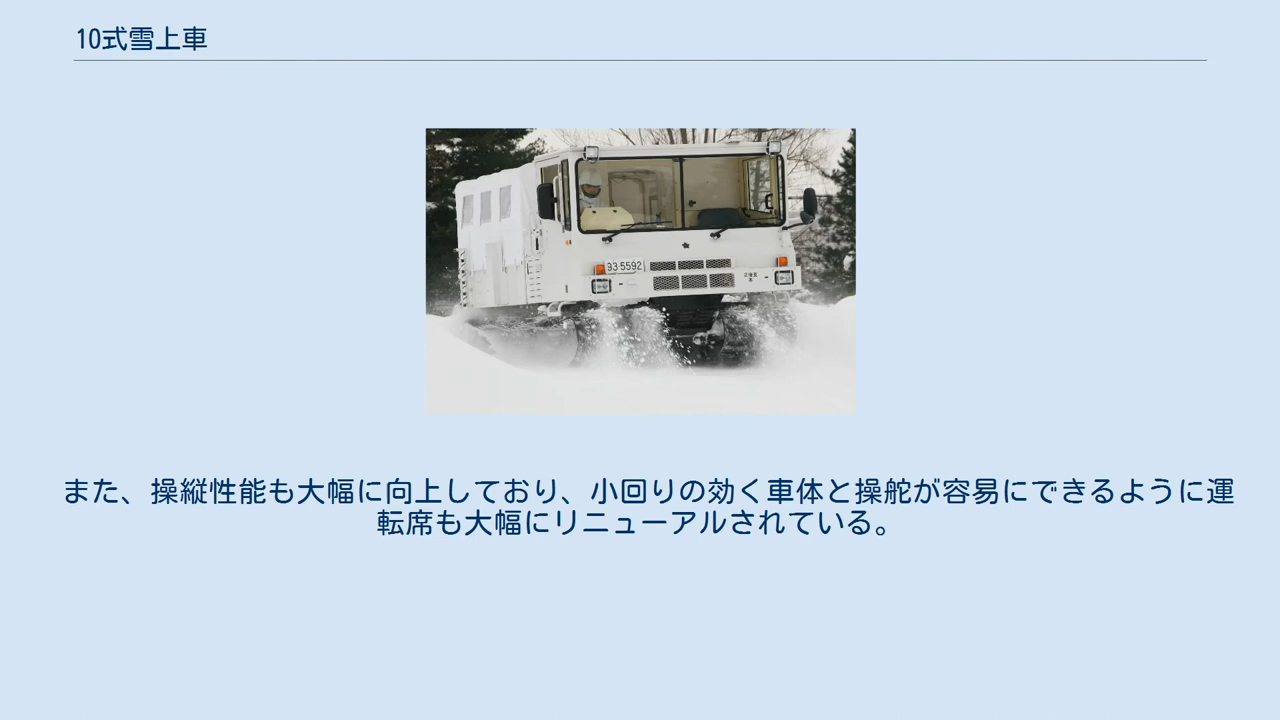 10式雪上車
93 5592
また、操縦性能も大幅に向上しており、小回りの効く車体と操舵が容易にできるように運
転席も大幅にリニューアルされている。